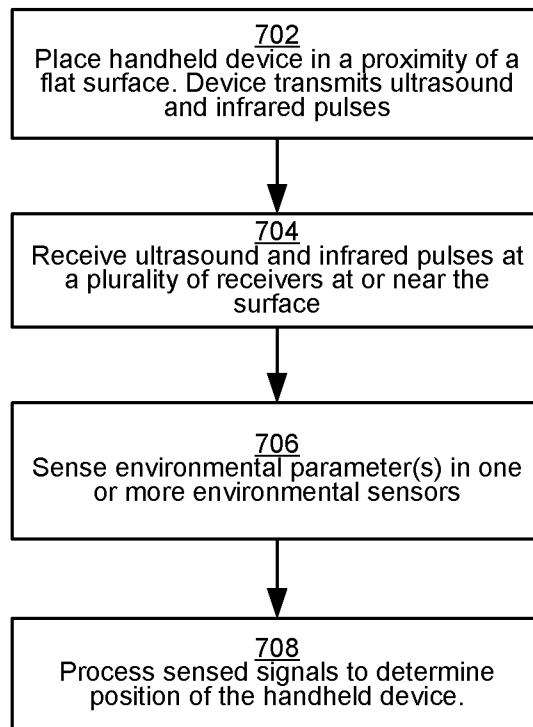 702
Place handheld device in a proximity of a
flat surface. Device transmits ultrasound
and infrared pulses
704
Receive ultrasound and infrared pulses at
a plurality of receivers at or near the
surface
706
Sense environmental parameter(s) in one
or more environmental sensors
708
Process sensed signals to determine
position of the handheld device.